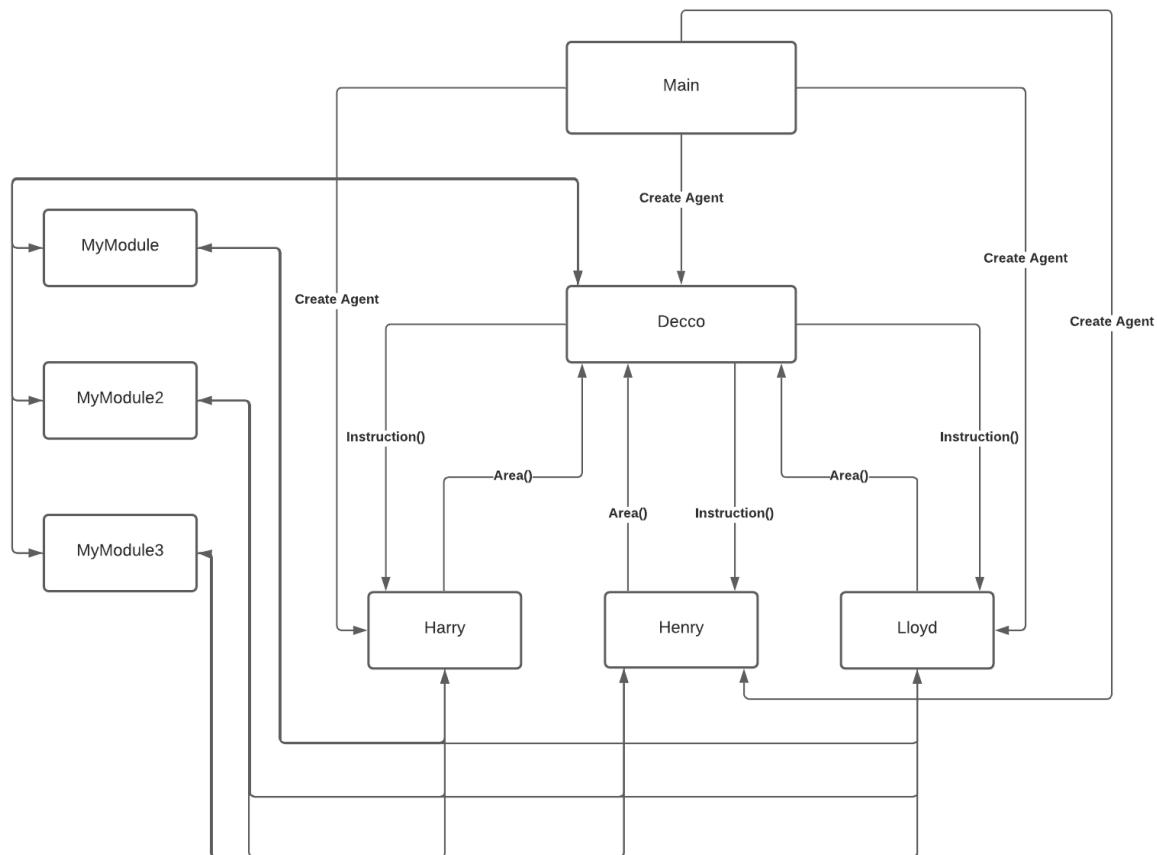 Main
Create Agent
MyModule
Create Agent
Create Agent
Decco
Create Agent
MyModule2
Instruction()
Instruction()
Area()
Area()
Area()
Instruction()
MyModule3
Harry
Henry
Lloyd